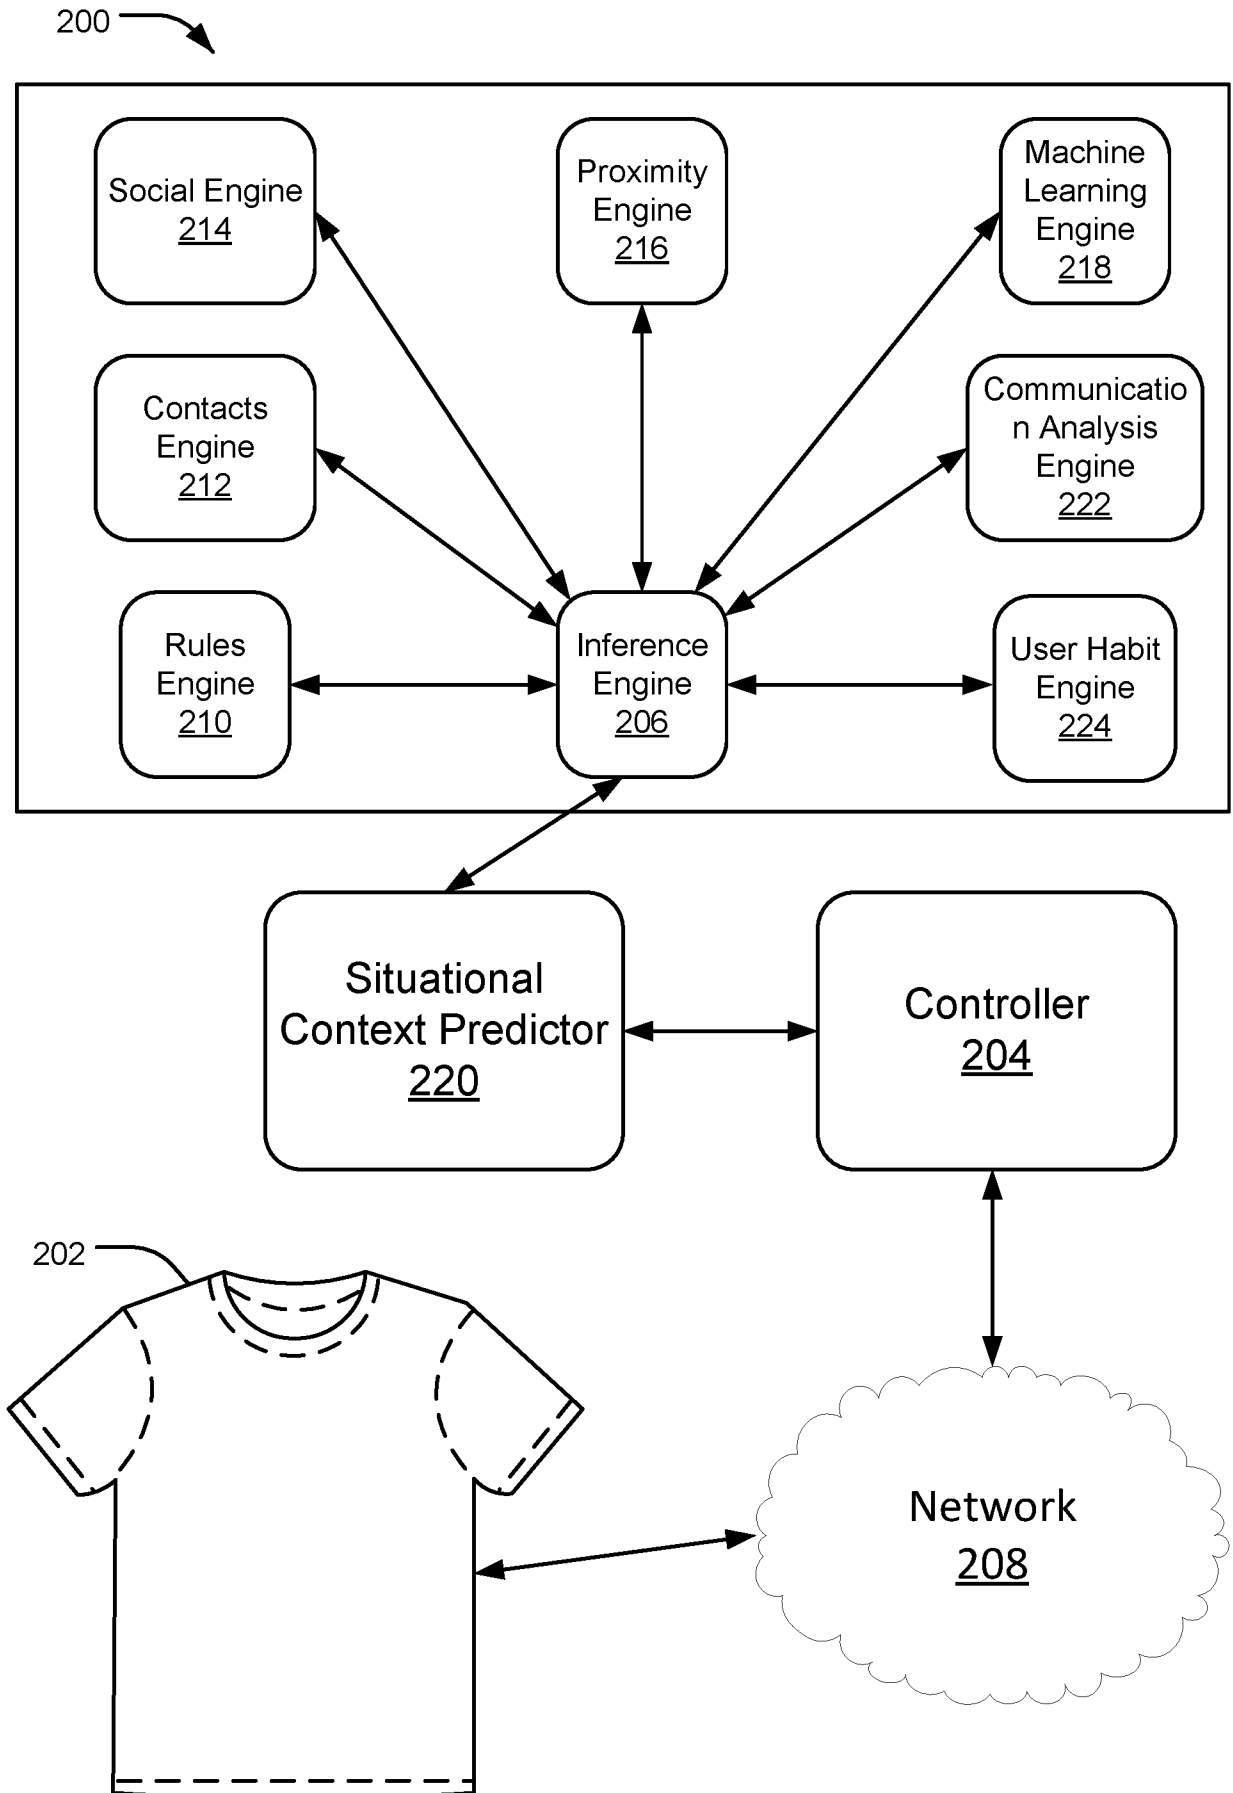 200
Social Engine
214
Proximity
Engine
216
Machine
Learning
Engine
218
Contacts
Engine
212
Communicatio
n Analysis
Engine
222
Rules
Engine
210
Inference
Engine
206
User Habit
Engine
224
Situational
Context Predictor
220
Controller
204
202
Network
208